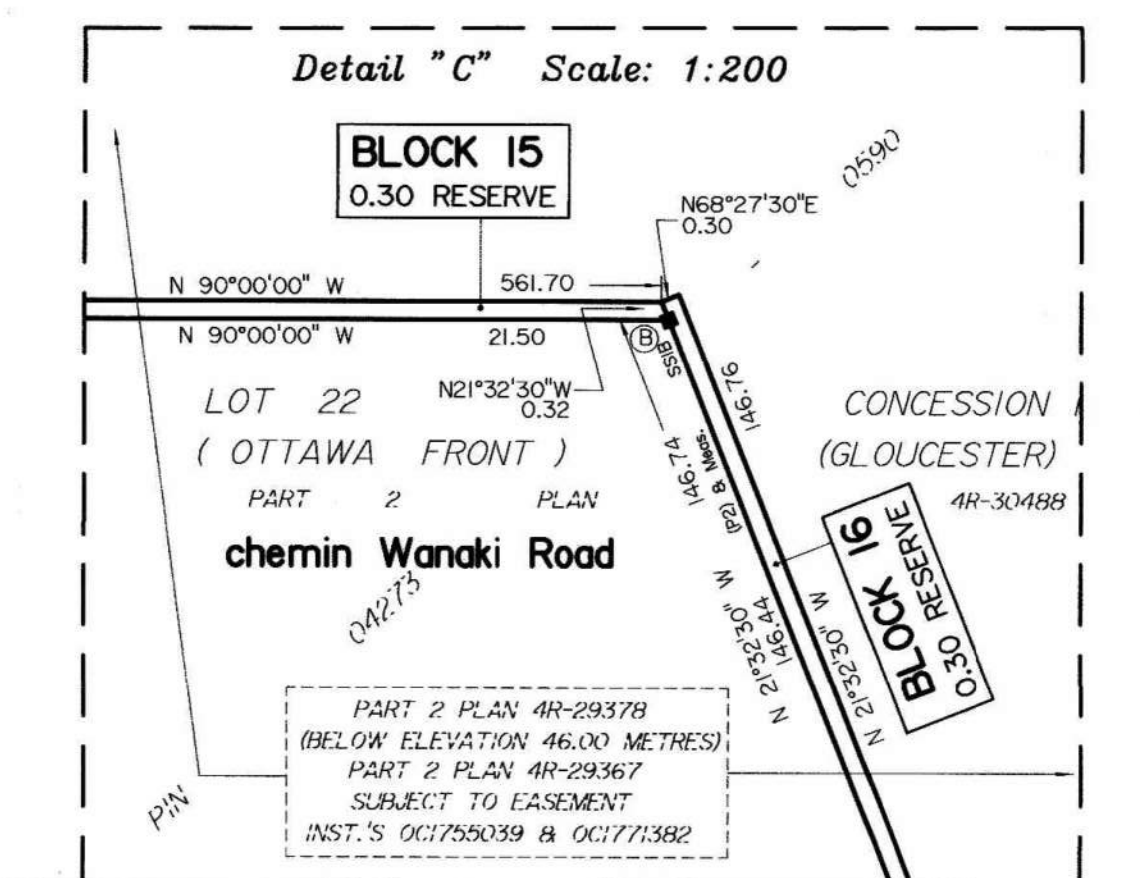 Detail "C" Scale: 1:200
BLOCK 15
0.30 RESERVE
0590
N68°27'30"E
0.30
N 90°00'00" W 561.70
N 90°00'00" W 21.50
B
SSIB
N21°32'30"W
0.32
146.76
LOT 22
( OTTAWA FRONT )
PART 2 PLAN
CONCESSION
(GLOUCESTER)
4R-30488
146.74
(P2) & Meas.
chemin Wanaki Road
04273
N 21°32'30" W
146.44
N 21°32'30" W
BLOCK 16
0.30 RESERVE
PART 2 PLAN 4R-29378
(BELOW ELEVATION 46.00 METRES)
PART 2 PLAN 4R-29367
SUBJECT TO EASEMENT
INST.'S OC1755039 & OC1771382
PIN